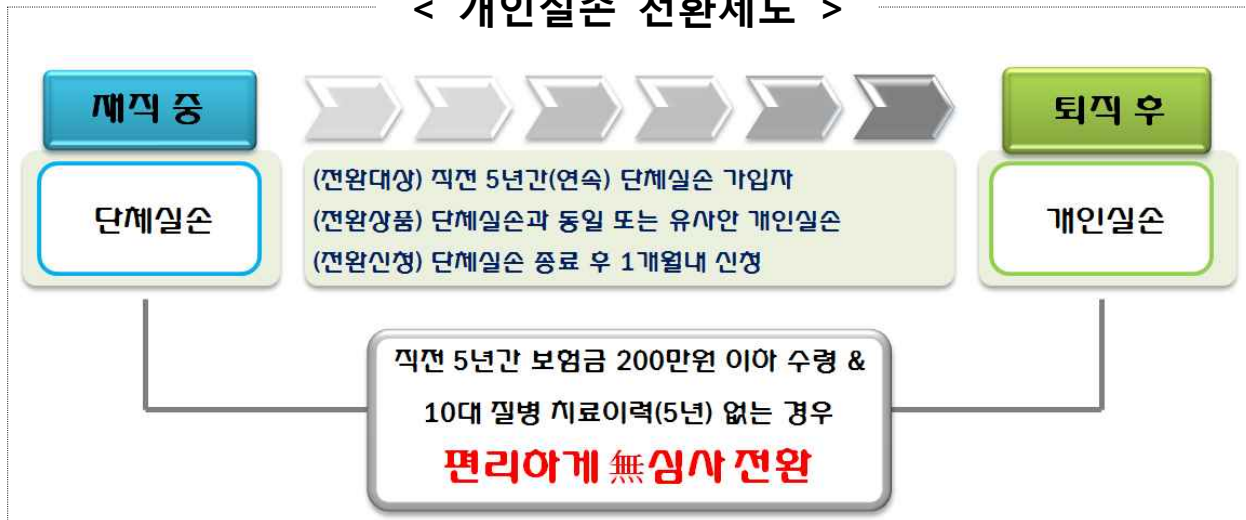 < 개인실손 전환제도 >
재직 중
퇴직 후
단체실손
(전환대상) 직전 5년간(연속) 단체실손 가입자
(전환상품) 단체실손과 동일 또는 유사한 개인실손
(전환신청) 단체실손 종료 후 1개월내 신청
개인실손
직전 5년간 보험금 200만원 이하 수령 &
10대 질병 치료이력(5년) 없는 경우
편리하게 無심사 전환